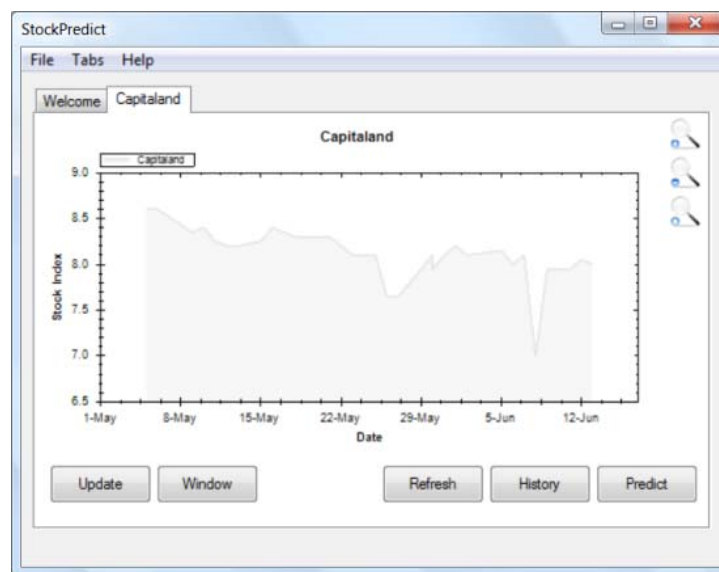 StockPredict
File Tabs Help
Welcome Capitaland
Capitaland
Capitaland
9.0
8.5
8.0
7.5
7.0
6.5
Stock Index
1-May 8-May 15-May 22-May 29-May 5-Jun 12-Jun
Date
Update Window Refresh History Predict